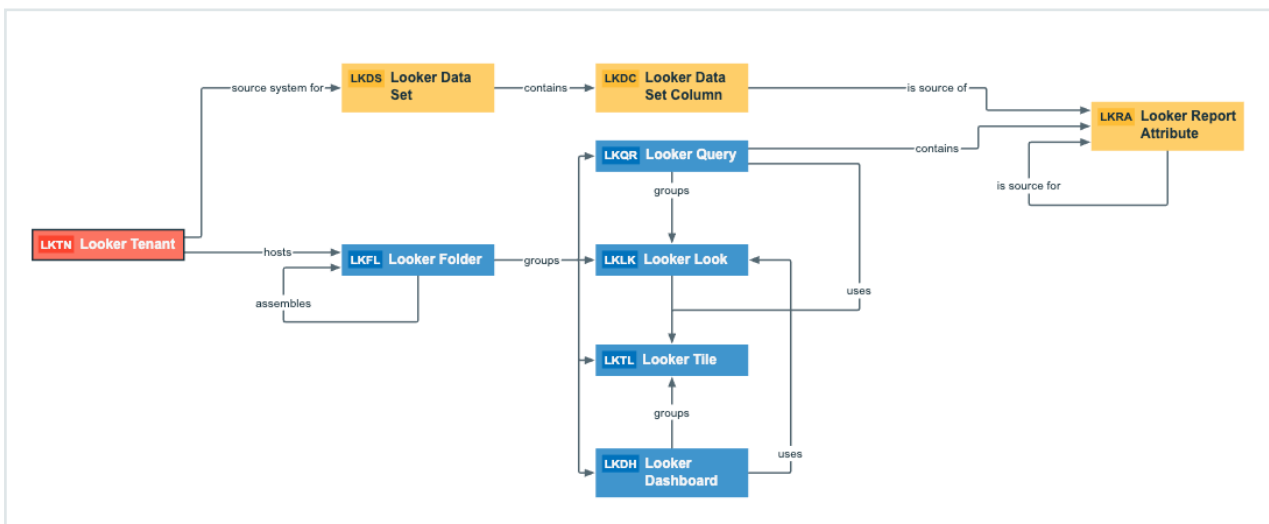 LKDS Looker Data
Set
source system for
contains
LKDC Looker Data
Set Column
is source of
LKRA Looker Report
Attribute
LKQR Looker Query
contains
groups
is source for
LKTN Looker Tenant
hosts
LKFL Looker Folder
groups
LKLK Looker Look
assembles
uses
LKTL Looker Tile
groups
uses
LKDH Looker
Dashboard